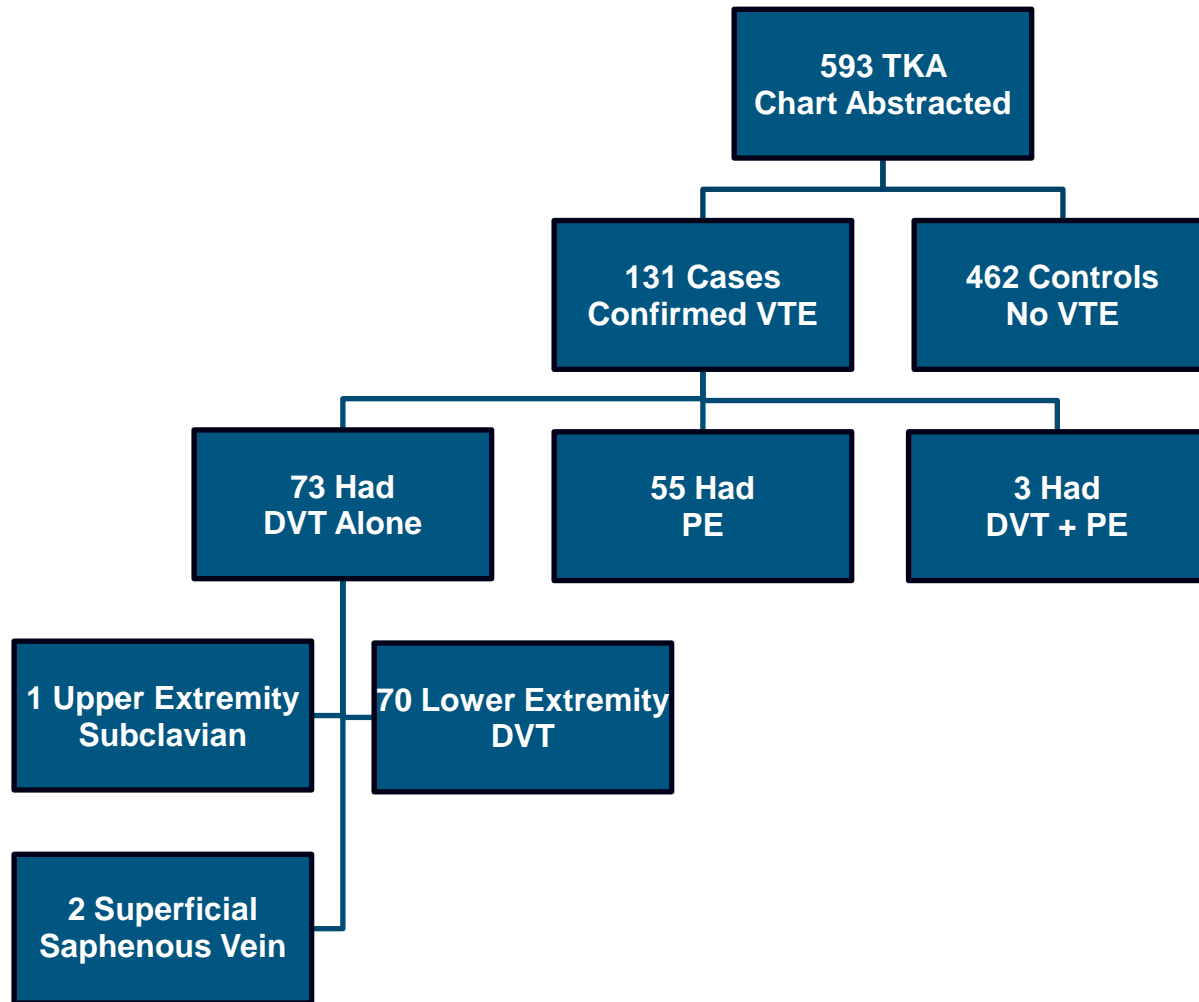 593 TKA
Chart Abstracted
131 Cases
Confirmed VTE
462 Controls
No VTE
73 Had
DVT Alone
55 Had
PE
3 Had
DVT + PE
1 Upper Extremity
Subclavian
70 Lower Extremity
DVT
2 Superficial
Saphenous Vein